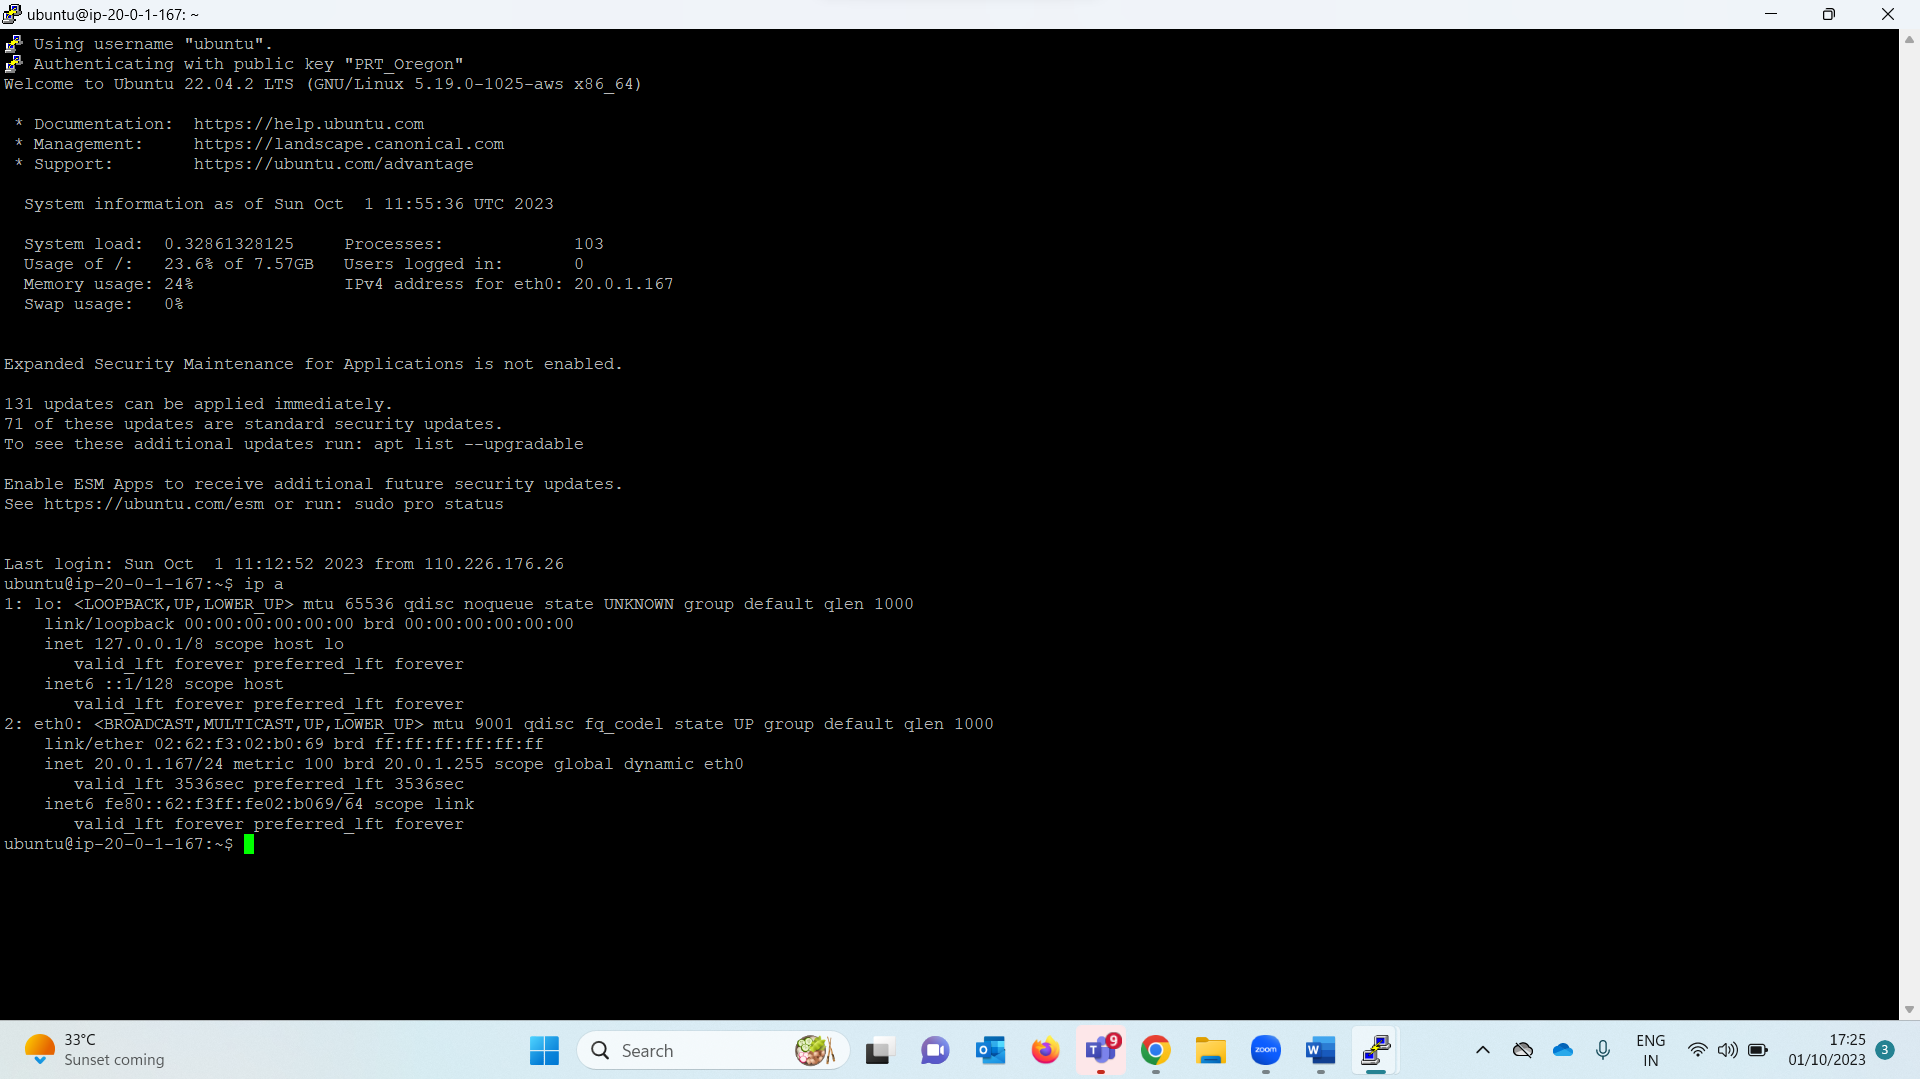 ubuntu@ip-20-0-1-167: ~
Using username "ubuntu".
Authenticating with public key "PRT_Oregon"
Welcome to Ubuntu 22.04.2 LTS (GNU/Linux 5.19.0-1025-aws x86_64)
* Documentation:  https://help.ubuntu.com
* Management:     https://landscape.canonical.com
* Support:        https://ubuntu.com/advantage
System information as of Sun Oct  1 11:55:36 UTC 2023
System load:  0.32861328125     Processes:             103
Usage of /:   23.6% of 7.57GB   Users logged in:       0
Memory usage: 24%               IPv4 address for eth0: 20.0.1.167
Swap usage:   0%
Expanded Security Maintenance for Applications is not enabled.
131 updates can be applied immediately.
71 of these updates are standard security updates.
To see these additional updates run: apt list --upgradable
Enable ESM Apps to receive additional future security updates.
See https://ubuntu.com/esm or run: sudo pro status
Last login: Sun Oct  1 11:12:52 2023 from 110.226.176.26
ubuntu@ip-20-0-1-167:~$ ip a
1: lo: <LOOPBACK,UP,LOWER_UP> mtu 65536 qdisc noqueue state UNKNOWN group default qlen 1000
link/loopback 00:00:00:00:00:00 brd 00:00:00:00:00:00
inet 127.0.0.1/8 scope host lo
valid_lft forever preferred_lft forever
inet6 ::1/128 scope host
valid_lft forever preferred_lft forever
2: eth0: <BROADCAST,MULTICAST,UP,LOWER_UP> mtu 9001 qdisc fq_codel state UP group default qlen 1000
link/ether 02:62:f3:02:b0:69 brd ff:ff:ff:ff:ff:ff
inet 20.0.1.167/24 metric 100 brd 20.0.1.255 scope global dynamic eth0
valid_lft 3536sec preferred_lft 3536sec
inet6 fe80::62:f3ff:fe02:b069/64 scope link
valid_lft forever preferred_lft forever
ubuntu@ip-20-0-1-167:~$
33°C
Sunset coming
Search
9
zoom
ENG
IN
17:25
01/10/2023
3